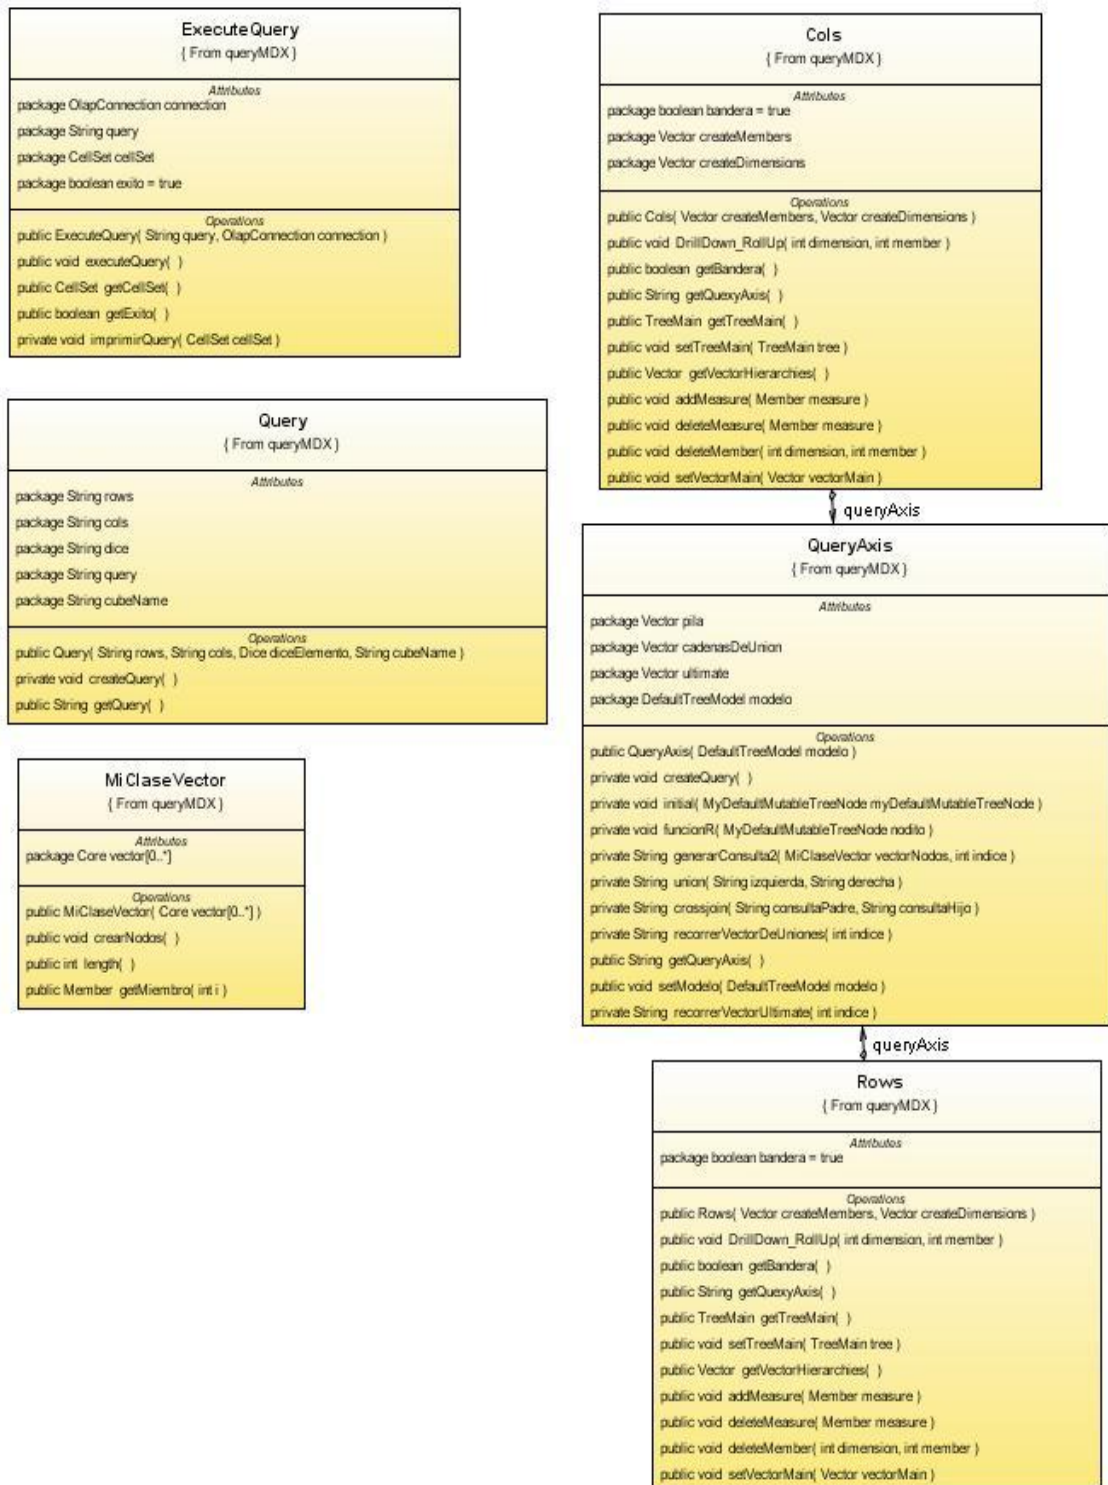 ExecuteQuery
{ From queryMDX }
Attributes
package OlapConnection connection
package String query
package CellSet cellSet
package boolean exito = true
Operations
public ExecuteQuery( String query, OlapConnection connection )
public void executeQuery( )
public CellSet getCellSet( )
public boolean getExito( )
private void imprimirQuery( CellSet cellSet )
Query
{ From queryMDX }
Attributes
package String rows
package String cols
package String dice
package String query
package String cubeName
Operations
public Query( String rows, String cols, Dice diceElemento, String cubeName )
private void createQuery( )
public String getQuery( )
MiClaseVector
{ From queryMDX }
Attributes
package Core vector[0..*]
Operations
public MiClaseVector( Core vector[0..*] )
public void crearNodos( )
public int length( )
public Member getMiembro( int i )
Cols
{ From queryMDX }
Attributes
package boolean bandera = true
package Vector createMembers
package Vector createDimensions
Operations
public Cols( Vector createMembers, Vector createDimensions )
public void DrillDown_RollUp( int dimension, int member )
public boolean getBandera( )
public String getQuexyAxis( )
public TreeMain getTreeMain( )
public void setTreeMain( TreeMain tree )
public Vector getVectorHierarchies( )
public void addMeasure( Member measure )
public void deleteMeasure( Member measure )
public void deleteMember( int dimension, int member )
public void setVectorMain( Vector vectorMain )
queryAxis
QueryAxis
{ From queryMDX }
Attributes
package Vector pila
package Vector cadenasDeUnion
package Vector ultimate
package DefaultTreeModel modelo
Operations
public QueryAxis( DefaultTreeModel modelo )
private void createQuery( )
private void initial( MyDefaultMutableTreeNode myDefaultMutableTreeNode )
private void funcionR( MyDefaultMutableTreeNode nodito )
private String generarConsulta2( MiClaseVector vectorNodos, int indice )
private String union( String izquierda, String derecha )
private String crossjoin( String consultaPadre, String consultaHijo )
private String recorrerVectorDeUniones( int indice )
public String getQueryAxis( )
public void setModelo( DefaultTreeModel modelo )
private String recorrerVectorUltimate( int indice )
queryAxis
Rows
{ From queryMDX }
Attributes
package boolean bandera = true
Operations
public Rows( Vector createMembers, Vector createDimensions )
public void DrillDown_RollUp( int dimension, int member )
public boolean getBandera( )
public String getQuexyAxis( )
public TreeMain getTreeMain( )
public void setTreeMain( TreeMain tree )
public Vector getVectorHierarchies( )
public void addMeasure( Member measure )
public void deleteMeasure( Member measure )
public void deleteMember( int dimension, int member )
public void setVectorMain( Vector vectorMain )